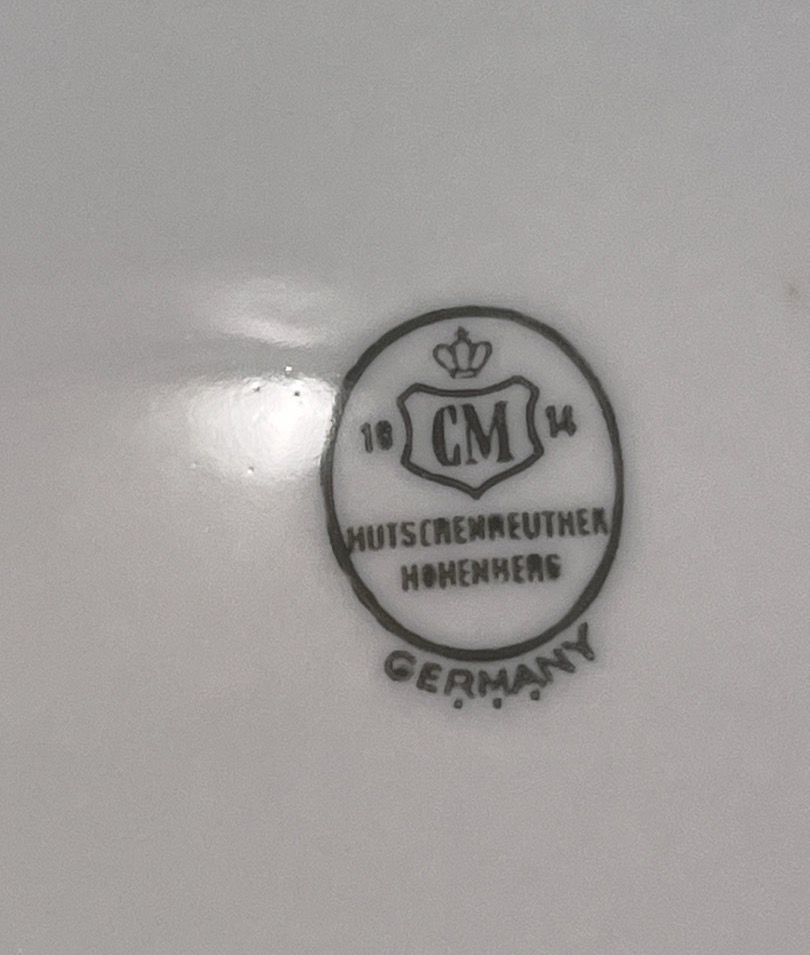 18 CM 14
HUTSCHENREUTHER
HOHENBERG
GERMANY